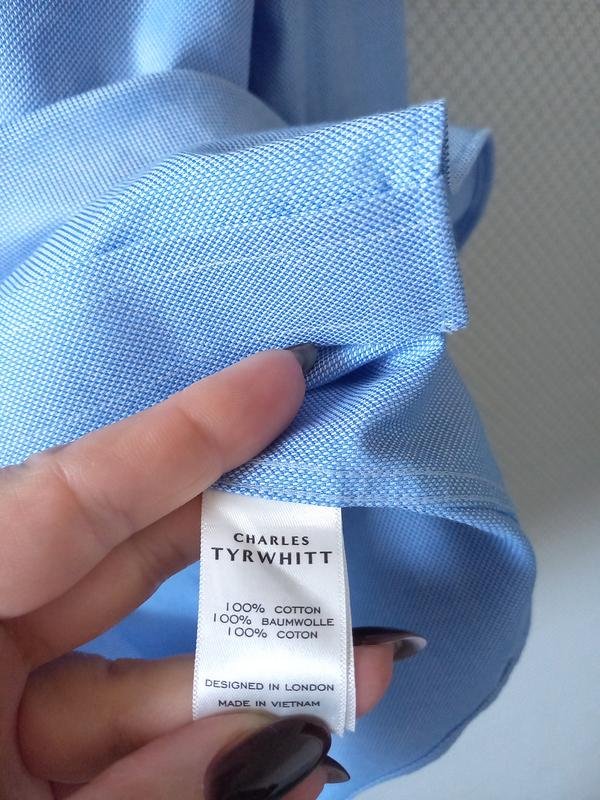 CHARLES
TYRWHITT
100% COTTON
100% BAUMWOLLE
100% COTON
DESIGNED IN LONDON
MADE IN VIETNAM